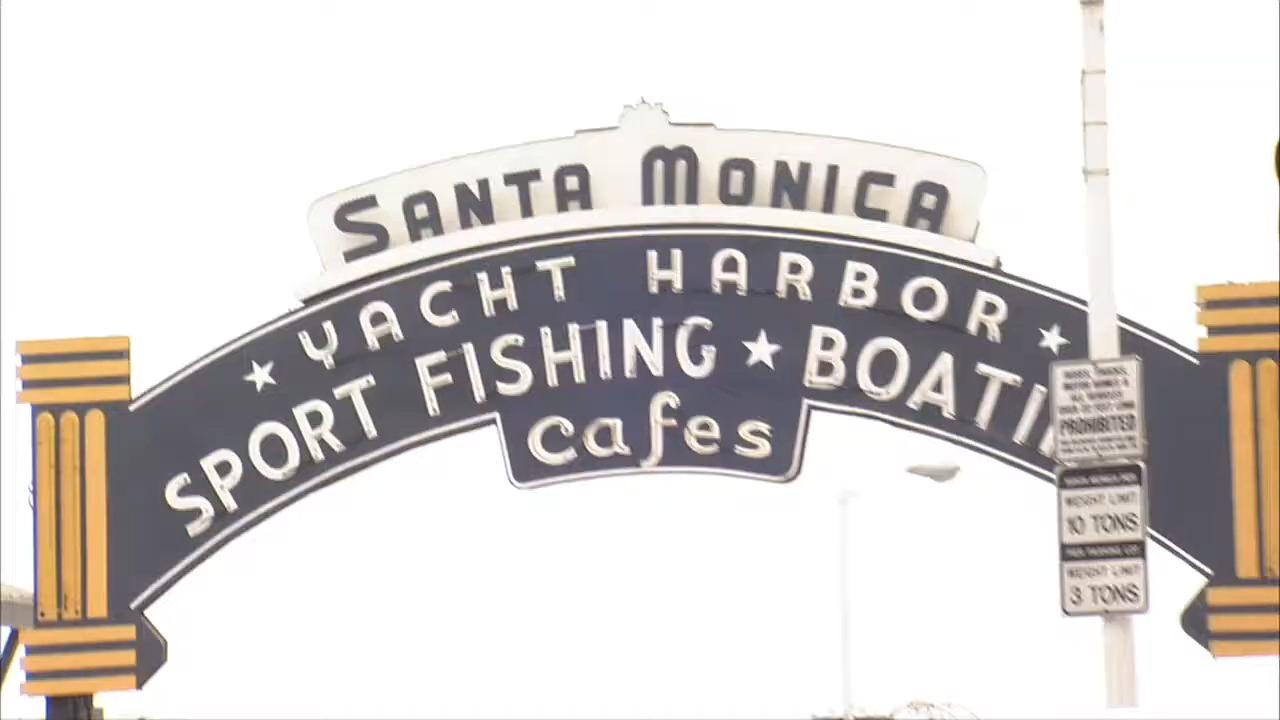 SANTA MONICA
★ YACHT HARBOR ★
SPORT FISHING ★ BOATI
cafes
PROHIBITED
WEIGHT LIMIT
10 TONS
WEIGHT LIMIT
3 TONS